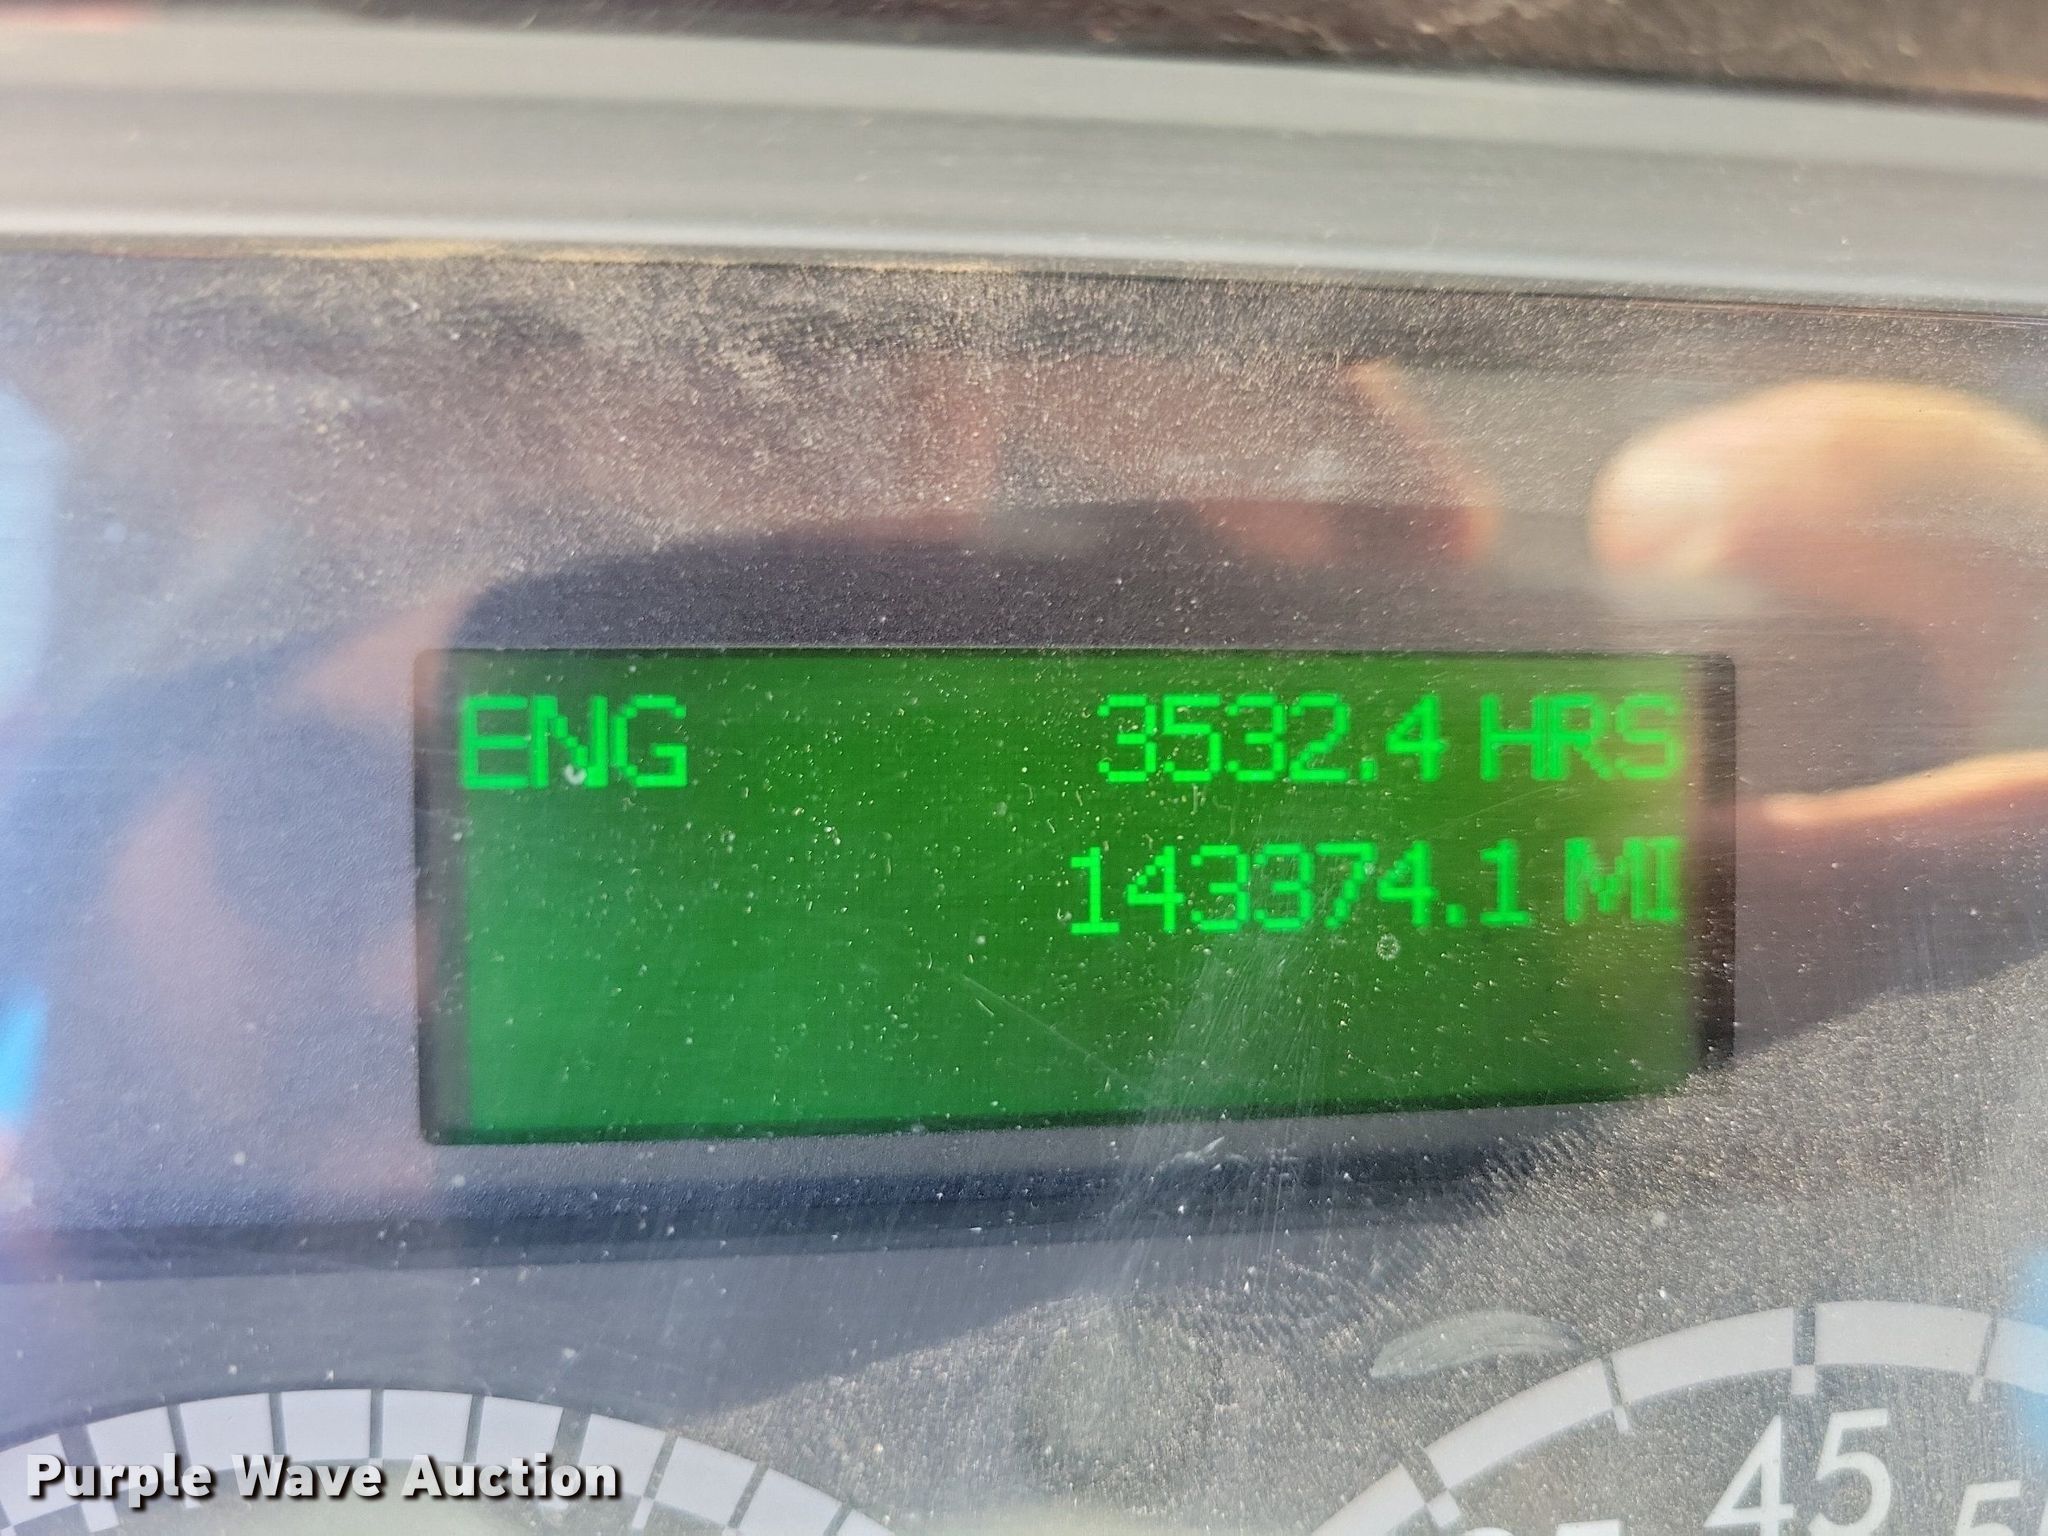 ENG 3532.4 HRS
143374.1 MI
45
Purple Wave Auction